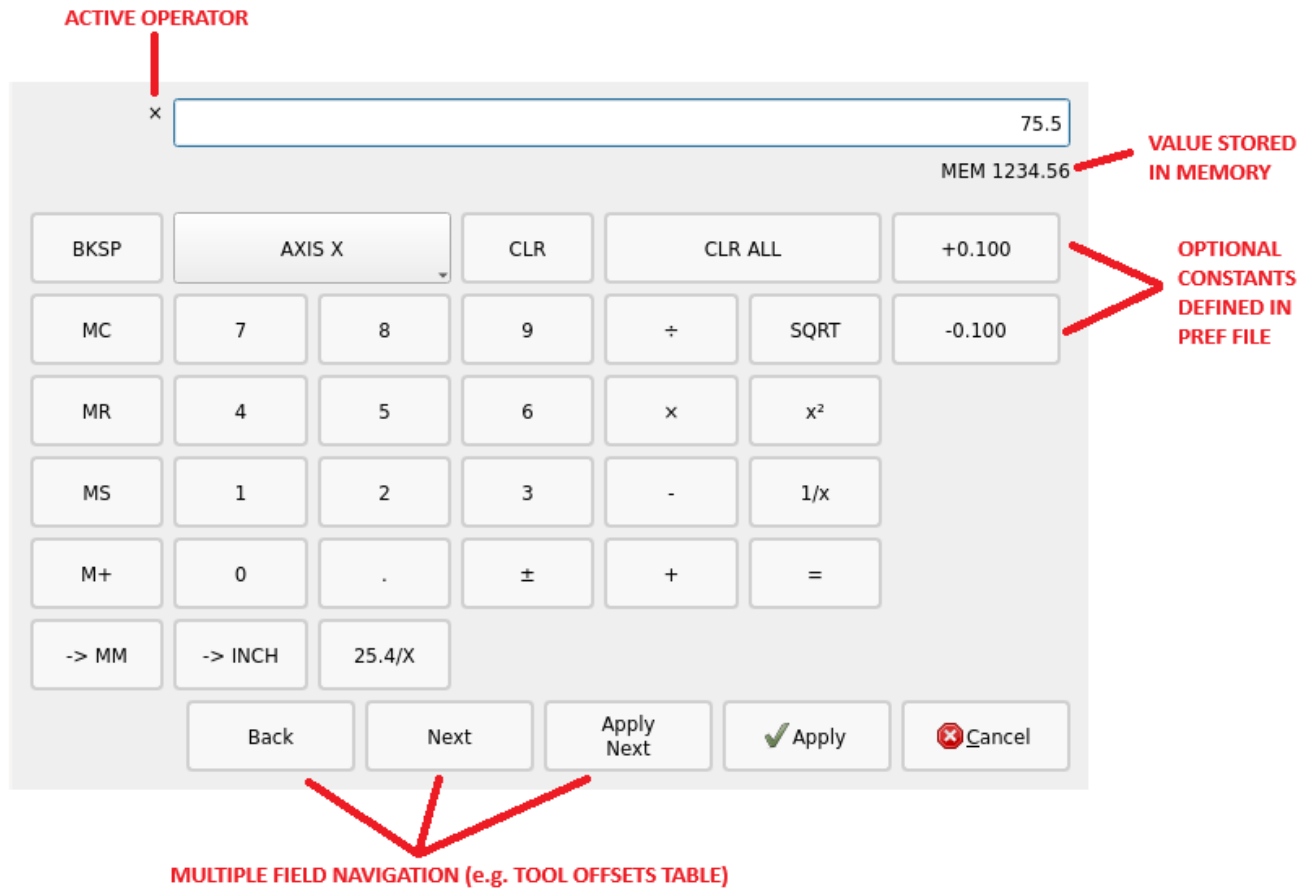 ACTIVE OPERATOR
×
75.5
MEM 1234.56
VALUE STORED
IN MEMORY
BKSP
AXIS X
CLR
CLR ALL
+0.100
OPTIONAL
CONSTANTS
DEFINED IN
PREF FILE
MC
7
8
9
÷
SQRT
-0.100
MR
4
5
6
×
x²
MS
1
2
3
-
1/x
M+
0
.
±
+
=
-> MM
-> INCH
25.4/X
Back
Next
Apply
Next
Apply
Cancel
MULTIPLE FIELD NAVIGATION (e.g. TOOL OFFSETS TABLE)